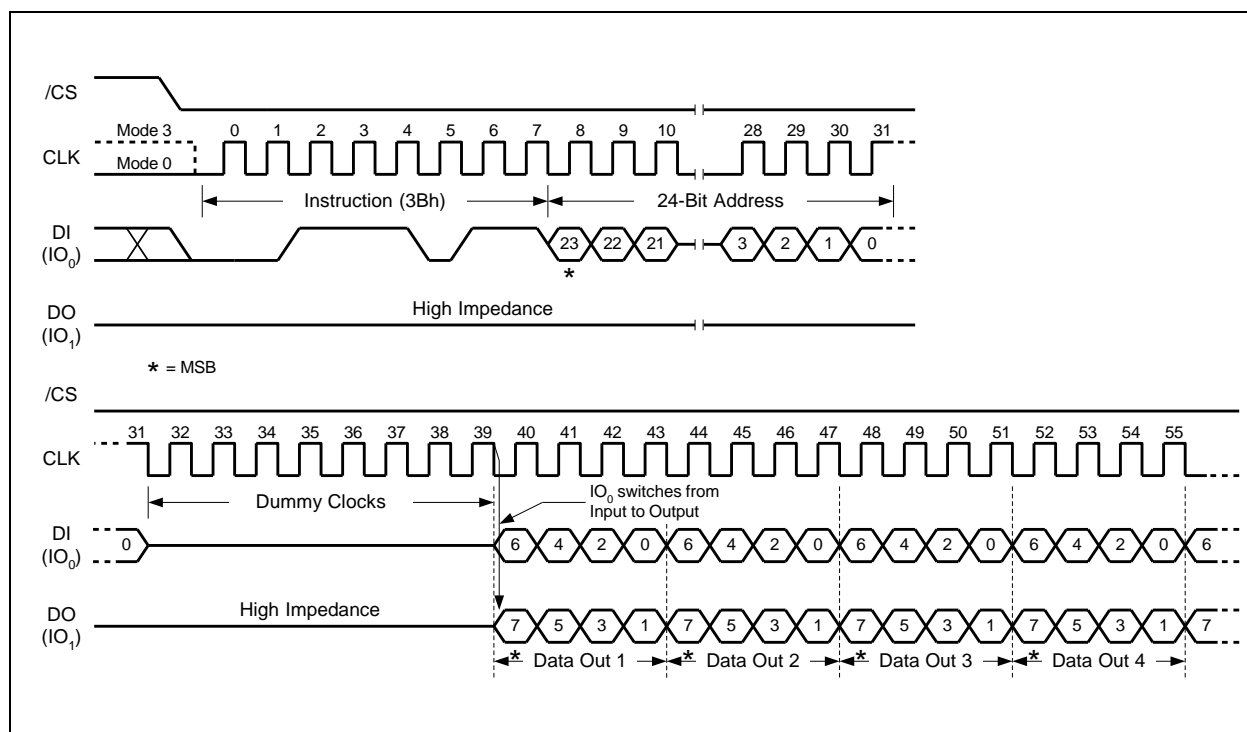 /CS
Mode 3 0 1 2 3 4 5 6 7 8 9 10 28 29 30 31
CLK
Mode 0
Instruction (3Bh) 24-Bit Address
DI
(IO0)
23 22 21 3 2 1 0
*
High Impedance
DO
(IO1)
* = MSB
/CS
31 32 33 34 35 36 37 38 39 40 41 42 43 44 45 46 47 48 49 50 51 52 53 54 55
CLK
Dummy Clocks
IO0 switches from
Input to Output
DI
(IO0)
0 6 4 2 0 6 4 2 0 6 4 2 0 6 4 2 0 6
High Impedance
DO
(IO1)
7 5 3 1 7 5 3 1 7 5 3 1 7 5 3 1 7
* Data Out 1 * Data Out 2 * Data Out 3 * Data Out 4